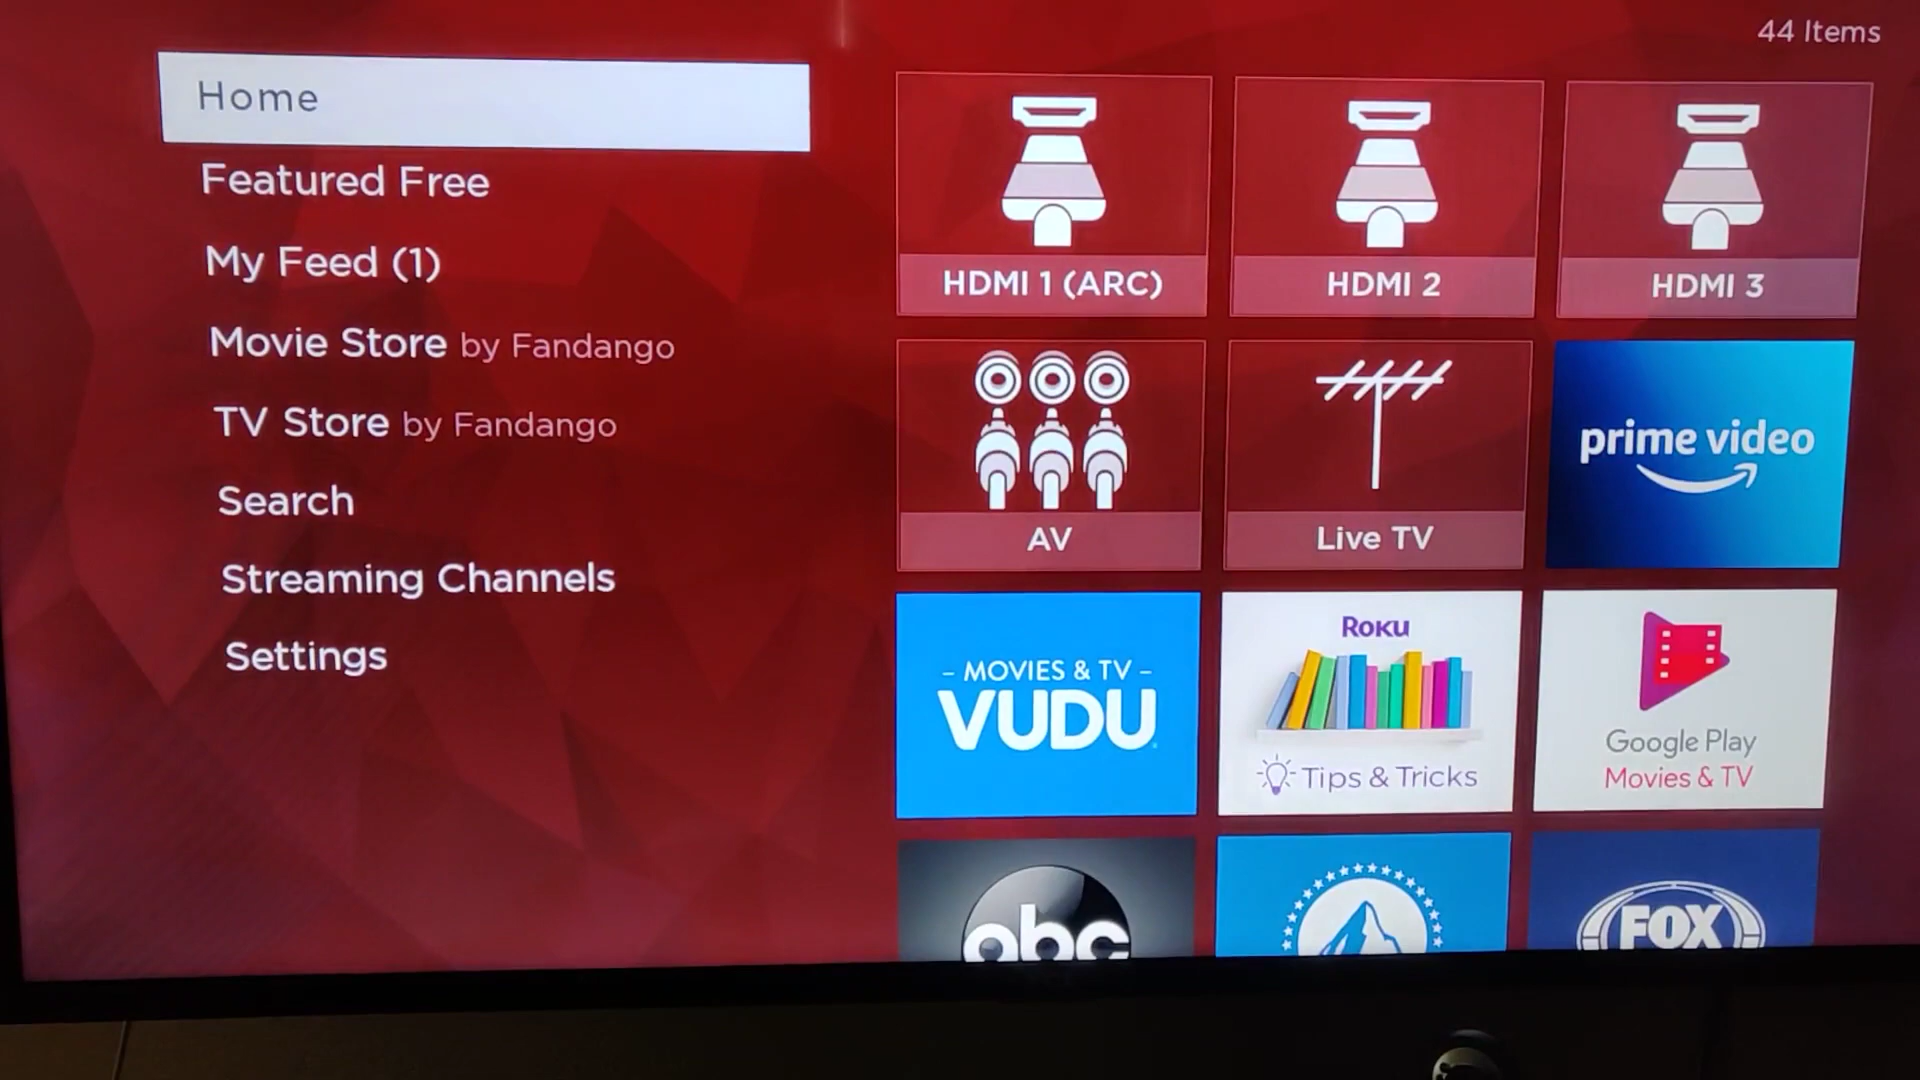 44 Items
Home
Featured Free
My Feed (1)
Movie Store by Fandango
TV Store by Fandango
Search
Streaming Channels
Settings
HDMI 1 (ARC)
HDMI 2
HDMI 3
AV
Live TV
prime video
- MOVIES & TV -
VUDU
ROKU
Tips & Tricks
Google Play
Movies & TV
abc
FOX